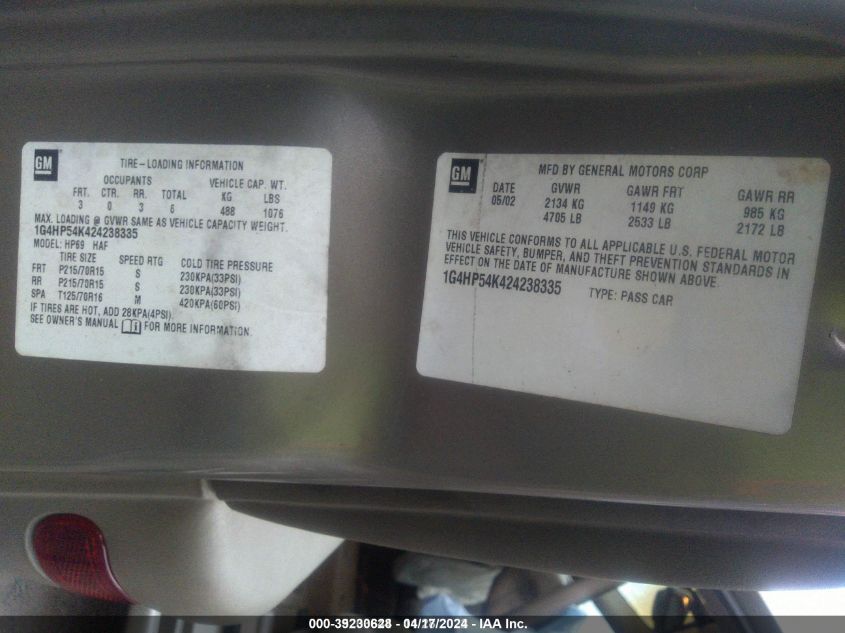 GM
TIRE-LOADING INFORMATION
OCCUPANTS VEHICLE CAP. WT.
FRT. CTR. RR. TOTAL KG LBS
3 0 3 6 488 1076
MAX. LOADING @ GVWR SAME AS VEHICLE CAPACITY WEIGHT.
1G4HP54K424238335
MODEL: HP69 HAF
TIRE SIZE SPEED RTG COLD TIRE PRESSURE
FRT P215/70R15 S 230KPA(33PSI)
RR P215/70R15 S 230KPA(33PSI)
SPA T125/70R16 M 420KPA(60PSI)
IF TIRES ARE HOT, ADD 28KPA(4PSI).
SEE OWNER'S MANUAL FOR MORE INFORMATION.
GM
MFD BY GENERAL MOTORS CORP
DATE GVWR GAWR FRT GAWR RR
05/02 2134 KG 1149 KG 985 KG
4705 LB 2533 LB 2172 LB
THIS VEHICLE CONFORMS TO ALL APPLICABLE U.S. FEDERAL MOTOR
VEHICLE SAFETY, BUMPER, AND THEFT PREVENTION STANDARDS IN
EFFECT ON THE DATE OF MANUFACTURE SHOWN ABOVE.
1G4HP54K424238335 TYPE: PASS CAR
000-39230628 - 04/17/2024 - IAA Inc.